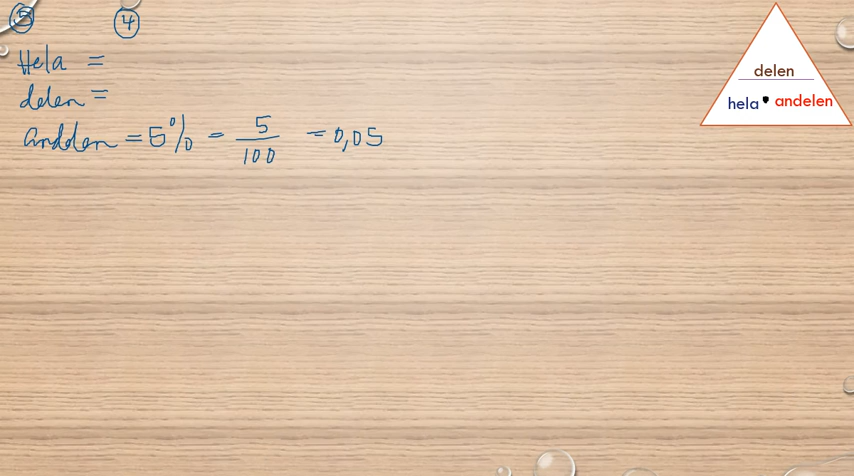 5 4
Hela =
delen =
andelen = 5% = 5/100 = 0,05
delen
hela • andelen